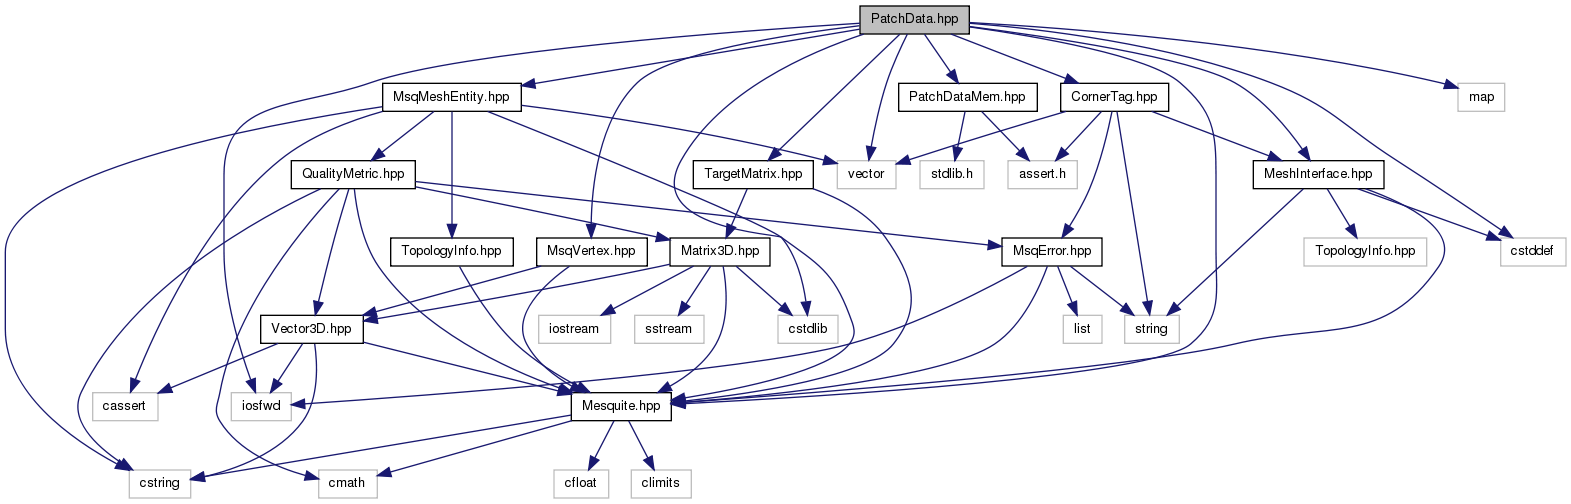 PatchData.hpp
MsqMeshEntity.hpp
PatchDataMem.hpp
CornerTag.hpp
map
QualityMetric.hpp
TargetMatrix.hpp
vector
stdlib.h
assert.h
MeshInterface.hpp
TopologyInfo.hpp
MsqVertex.hpp
Matrix3D.hpp
MsqError.hpp
TopologyInfo.hpp
cstddef
Vector3D.hpp
iostream
sstream
cstdlib
list
string
cassert
iosfwd
Mesquite.hpp
cstring
cmath
cfloat
climits